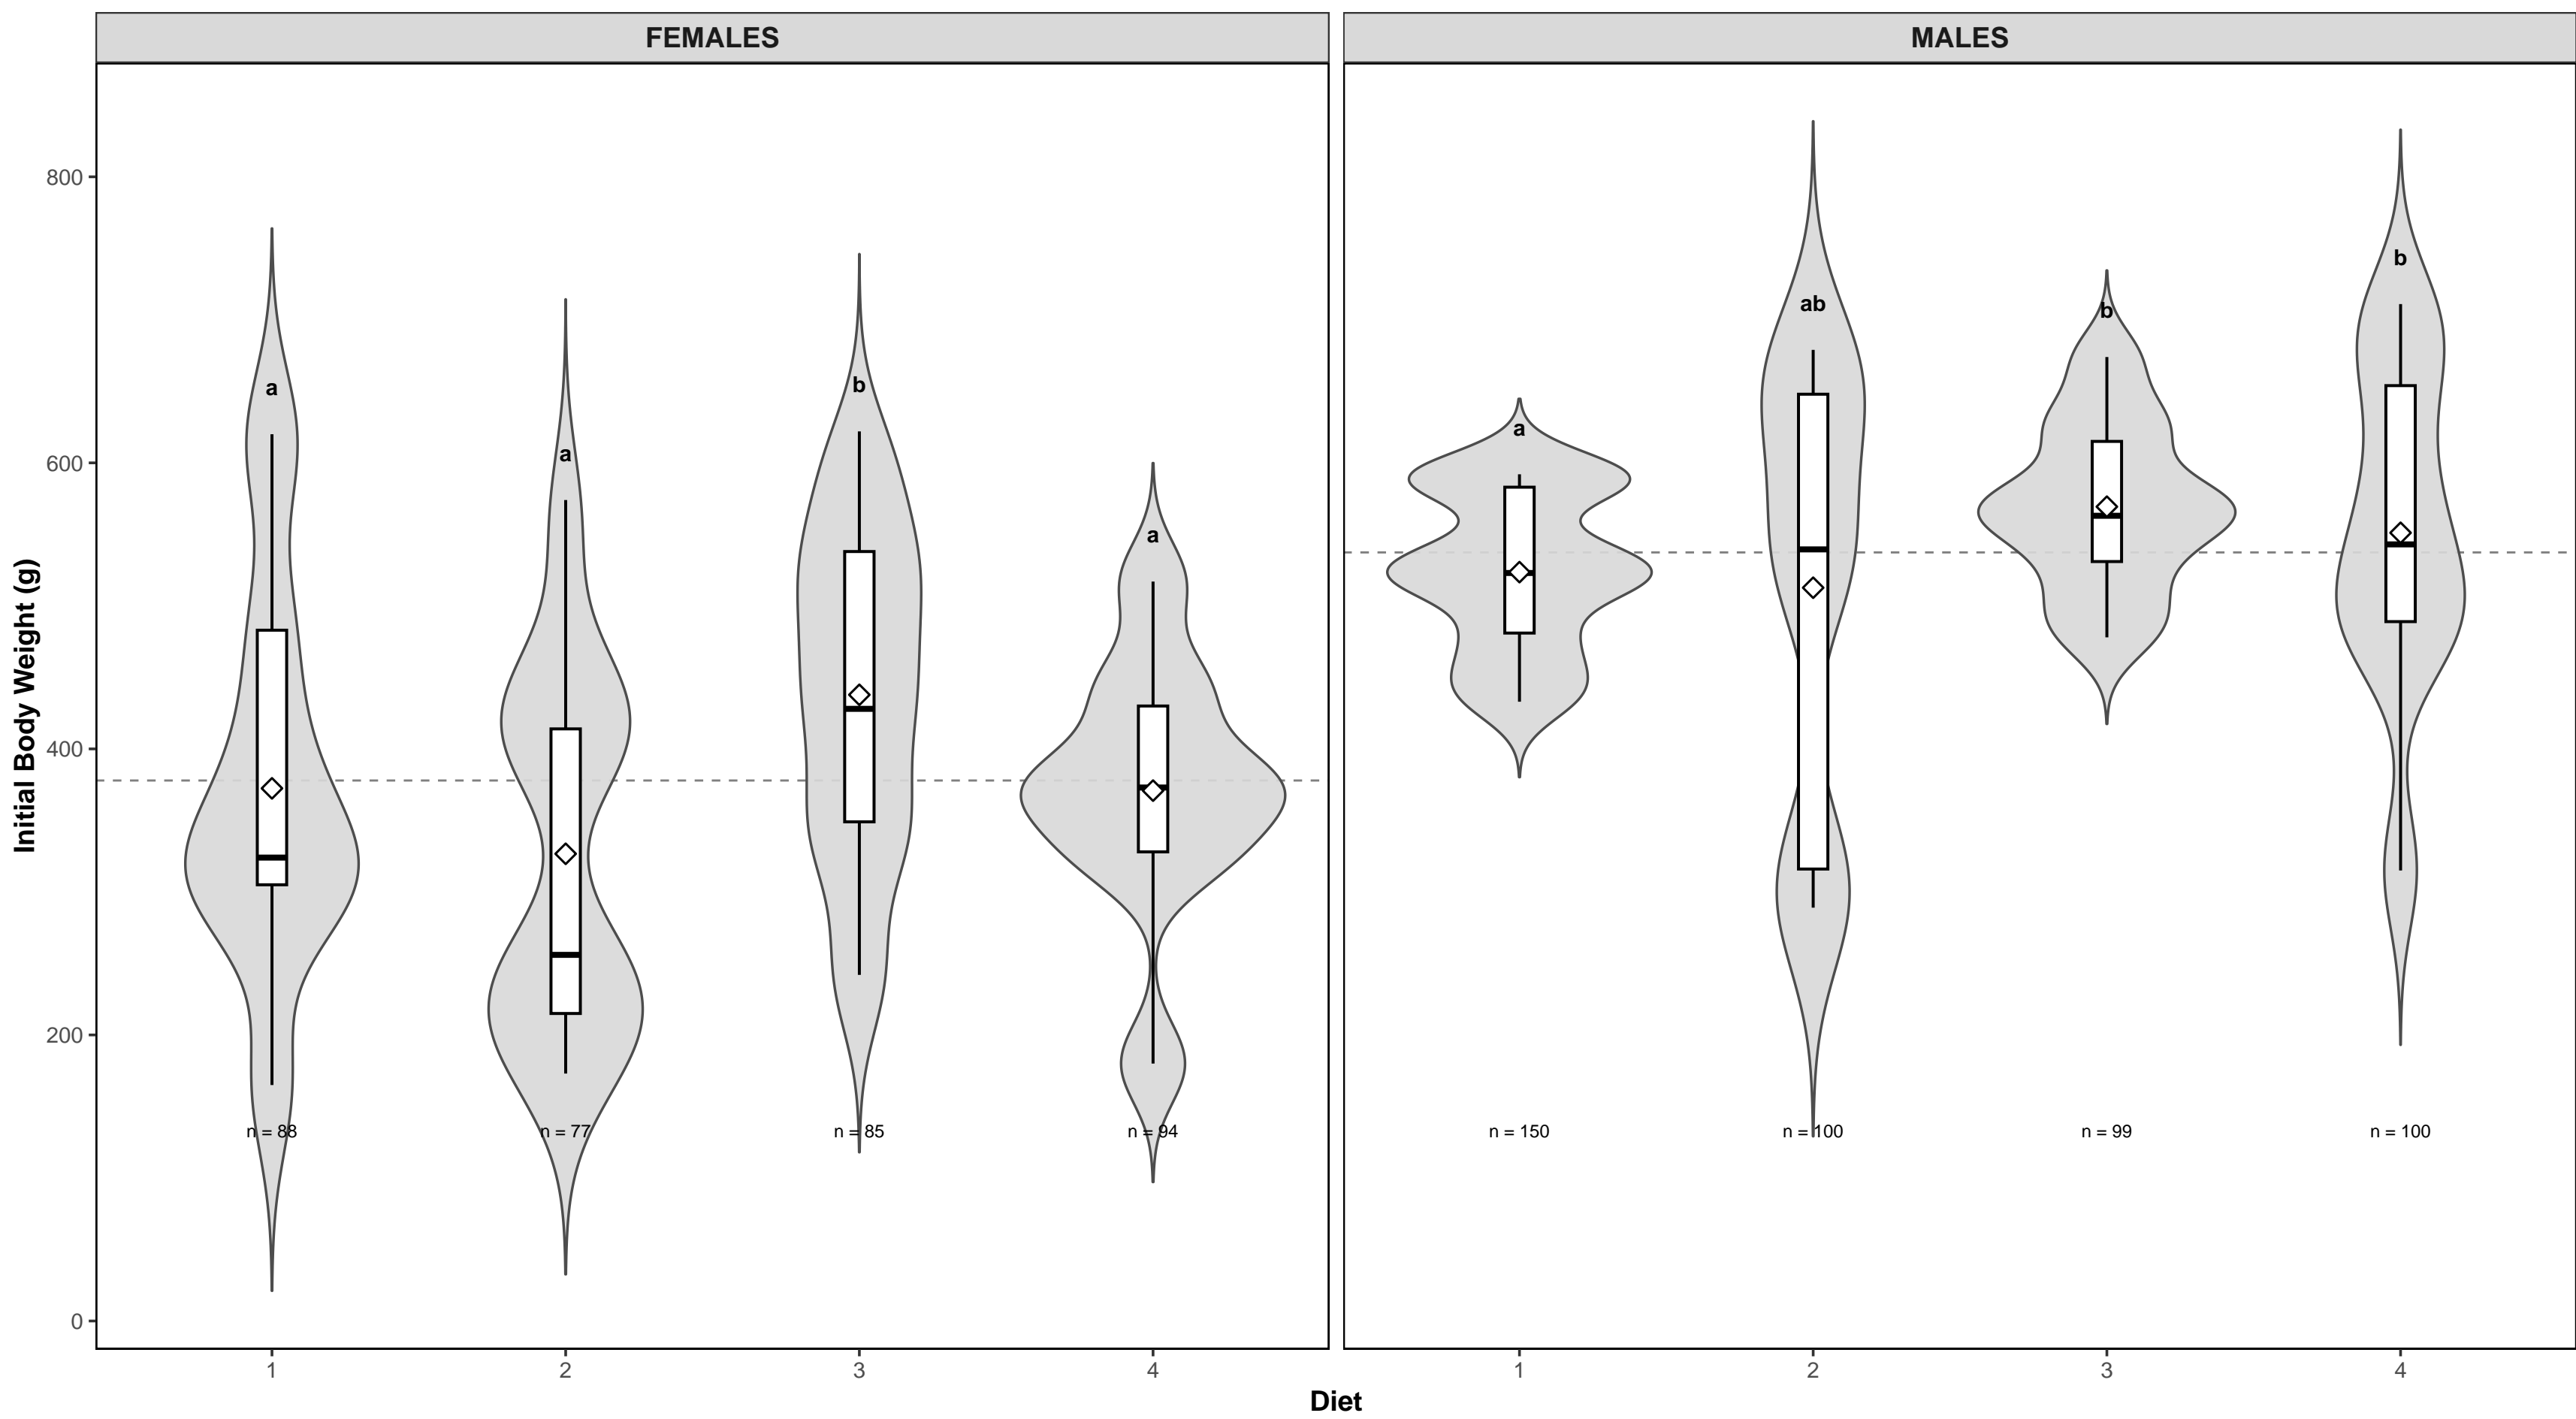 FEMALES
MALES
Initial Body Weight (g)
800
600
400
200
0
a
a
b
a
a
ab
b
b
n = 88
n = 77
n = 85
n = 94
n = 150
n = 100
n = 99
n = 100
1
2
3
4
1
2
3
4
Diet